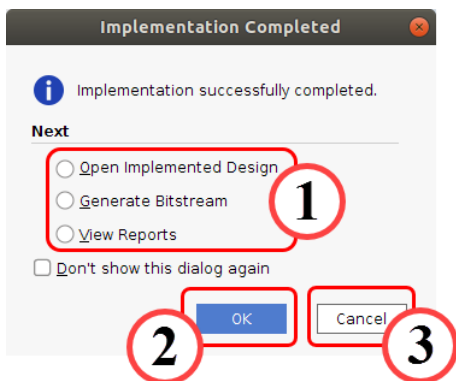 Implementation Completed
Implementation successfully completed.
Next
Open Implemented Design
Generate Bitstream
View Reports
1
Don't show this dialog again
OK
Cancel
2
3